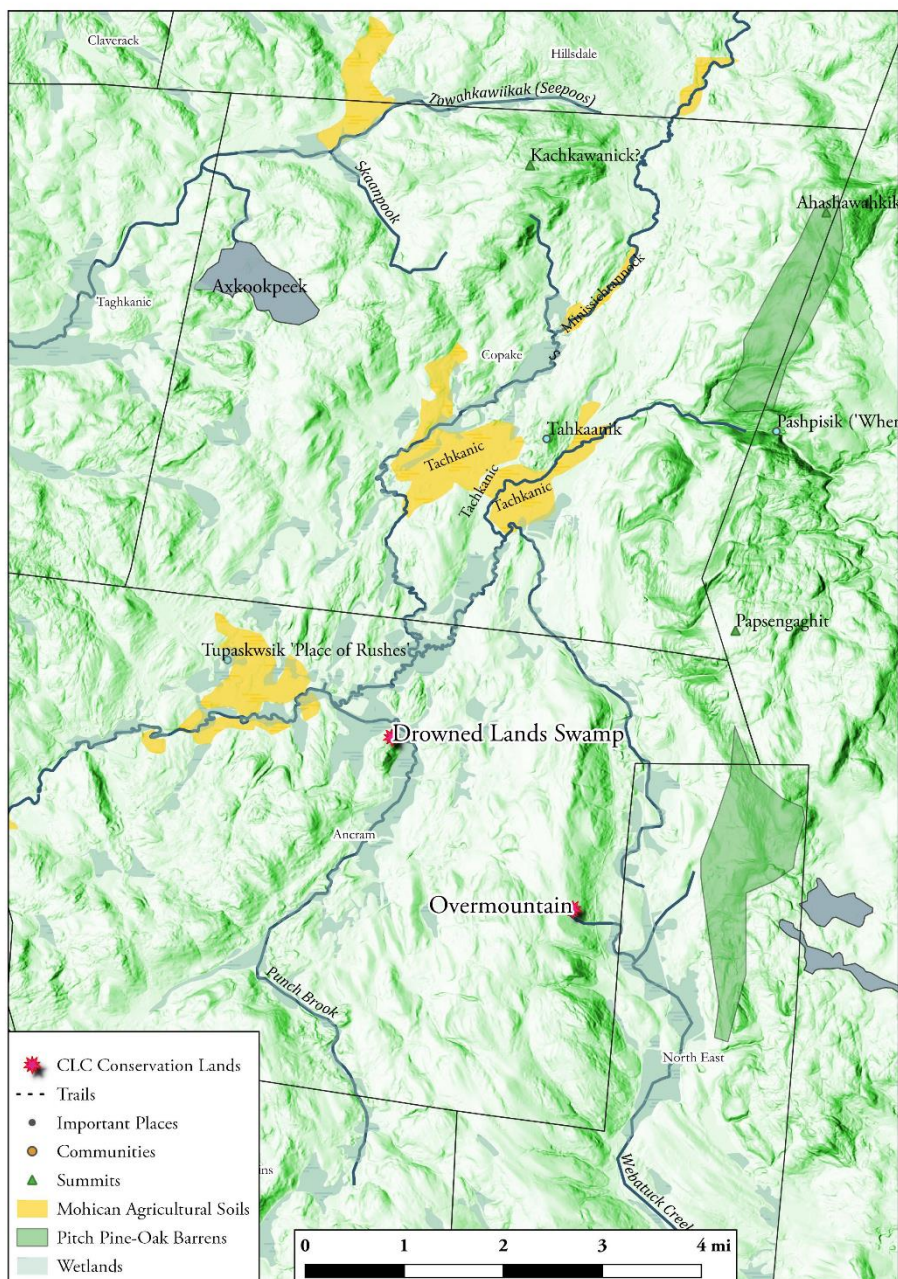 Claverack
Hillsdale
Towahkawiikak (Seepoos)
Kachkawanick?
Skaanpook
Ahashawahkik
Axkookpeek
Taghkanic
Minissichtannock
Copake
S
Tahkaanik
Pashpisik ('Wher
Tachkanic
Tachkanic
Tachkanic
Papsengaghit
Tupaskwsik 'Place of Rushes'
Drowned Lands Swamp
Ancram
Overmountain
Punch Brook
North East
Webatuck Creek
CLC Conservation Lands
Trails
Important Places
Communities
Summits
ins
Mohican Agricultural Soils
Pitch Pine-Oak Barrens
Wetlands
0 1 2 3 4 mi